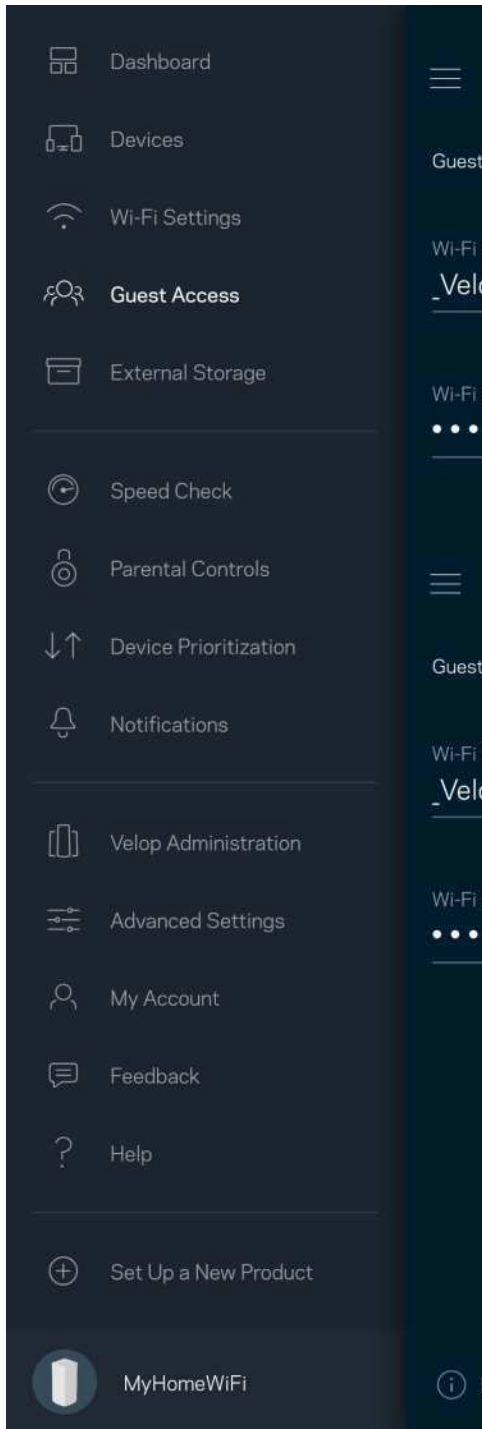 Dashboard
Devices
Wi-Fi Settings
Guest Access
External Storage
Speed Check
Parental Controls
Device Prioritization
Notifications
Velop Administration
Advanced Settings
My Account
Feedback
Help
Set Up a New Product
MyHomeWiFi
Guest
Wi-Fi
_Velo
Wi-Fi
Guest
Wi-Fi
_Velo
Wi-Fi